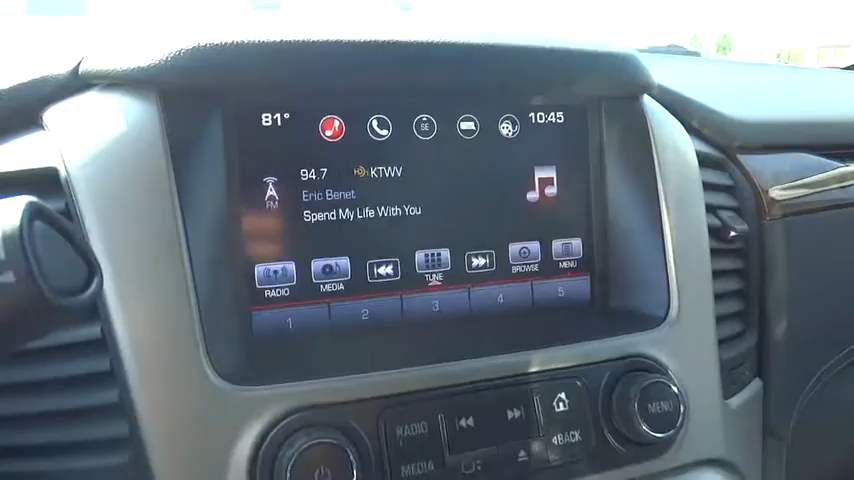 81° SE 10:45
94.7 HD KTWV
FM Eric Benet
Spend My Life With You
RADIO MEDIA TUNE BROWSE MENU
1 2 3 4 5
RADIO
MEDIA
BACK
MENU